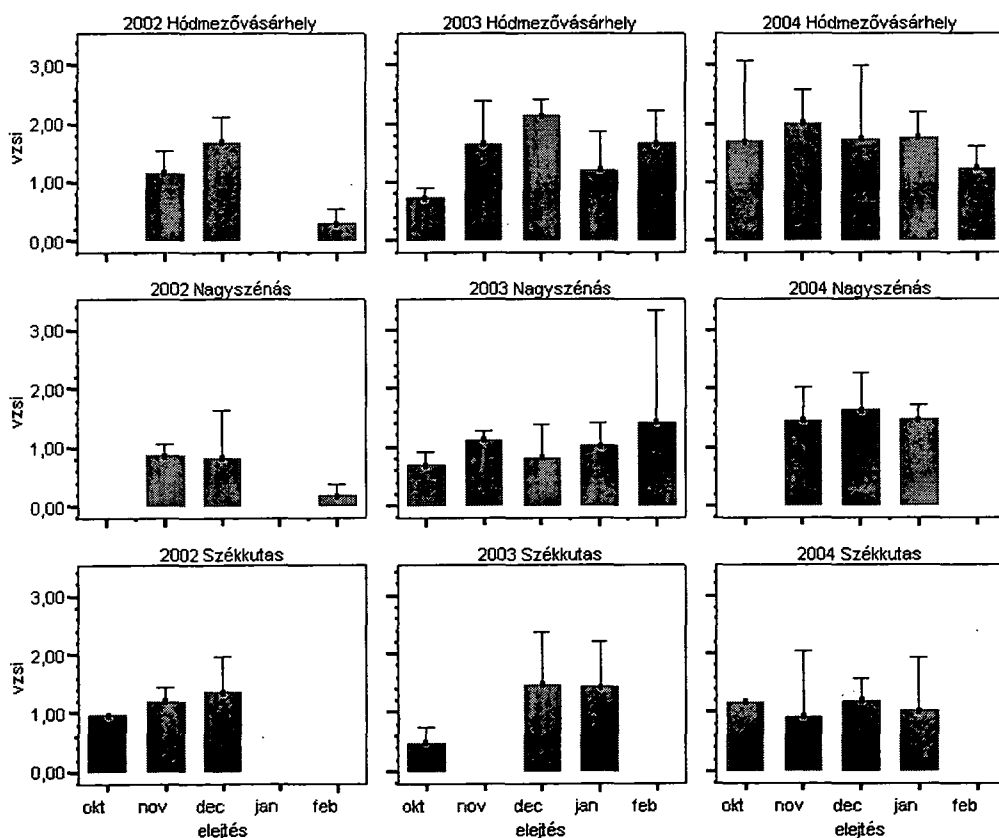 2002 Hódmezővásárhely
2003 Hódmezővásárhely
2004 Hódmezővásárhely
3,00
2,00
1,00
0,00
vzsi
2002 Nagyszénás
2003 Nagyszénás
2004 Nagyszénás
3,00
2,00
1,00
0,00
vzsi
2002 Székkutas
2003 Székkutas
2004 Székkutas
3,00
2,00
1,00
0,00
vzsi
okt nov dec jan feb
okt nov dec jan feb
okt nov dec jan feb
elejtés
elejtés
elejtés